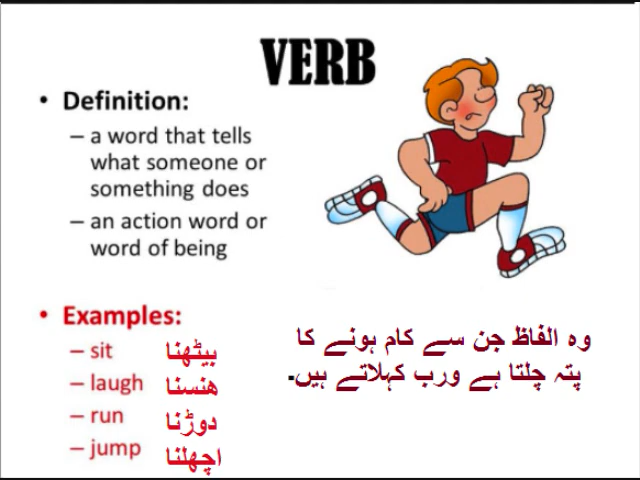 VERB
• Definition:
– a word that tells
what someone or
something does
– an action word or
word of being
• Examples:
– sit بیٹھنا
– laugh ھنسنا
– run دوڑنا
– jump اچھلنا
وہ الفاظ جن سے کام ہونے کا
پتہ چلتا ہے ورب کہلاتے ہیں۔